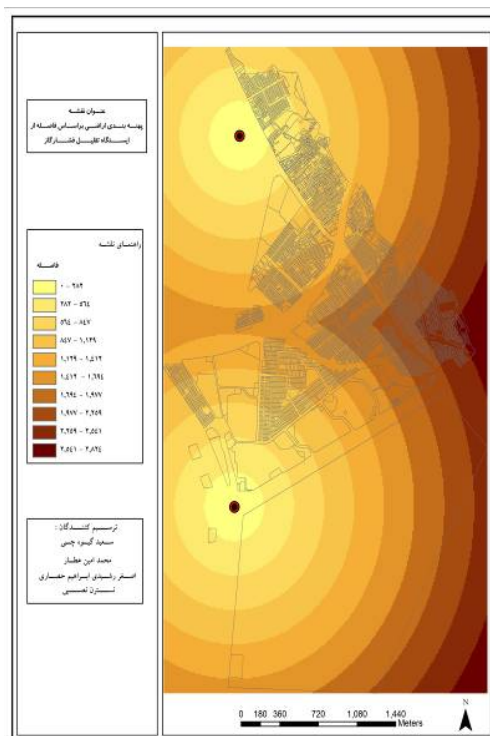 عنوان نقشه
پهنه بندی اراضی براساس فاصله از
ایستگاه تقلیل فشار گاز
راهنمای نقشه
فاصله
۰ - ۲۸۲
۲۸۲ - ۵۶۴
۵۶۴ - ۸۴۷
۸۴۷ - ۱,۱۲۹
۱,۱۲۹ - ۱,۴۱۲
۱,۴۱۲ - ۱,۶۹۴
۱,۶۹۴ - ۱,۹۷۷
۱,۹۷۷ - ۲,۲۵۹
۲,۲۵۹ - ۲,۵۴۱
۲,۵۴۱ - ۲,۸۲۴
ترسیم کنندگان :
سعید گیوه چی
محمد امین عطار
اصغر رشیدی ابراهیم حصاری
نسترن نصیبی
N
0 180 360 720 1,080 1,440
Meters